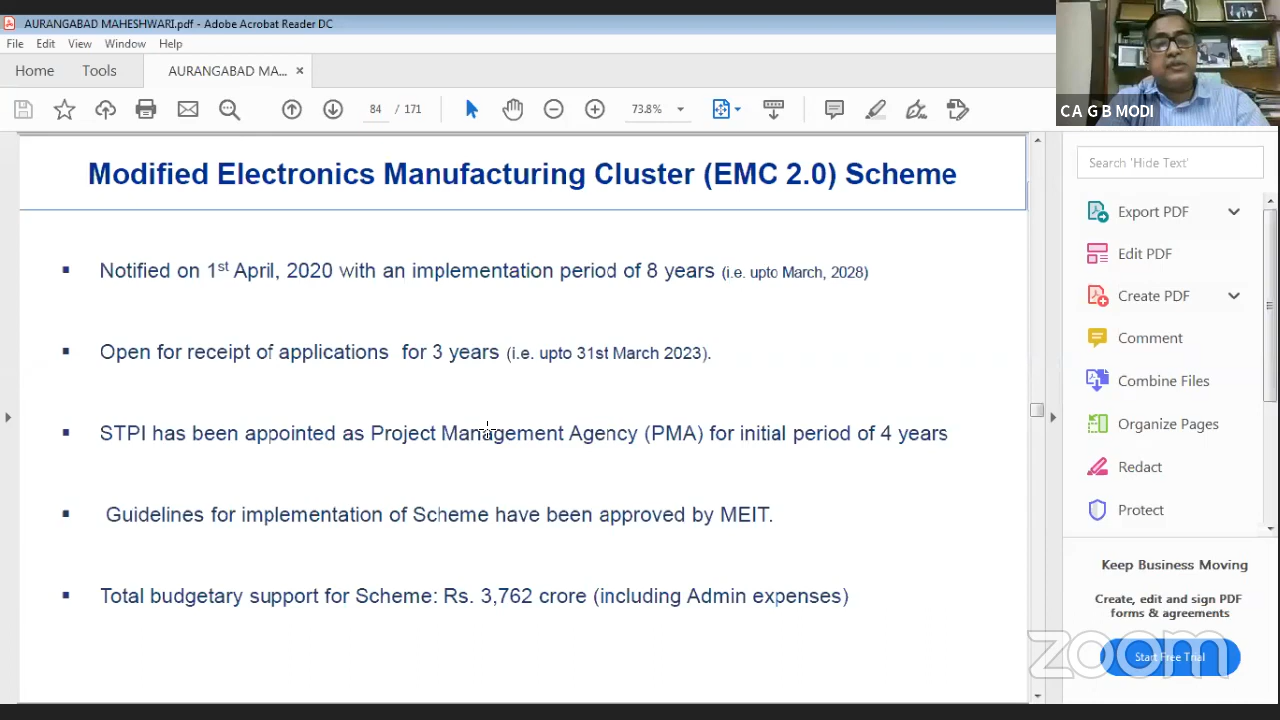 AURANGABAD MAHESHWARI.pdf - Adobe Acrobat Reader DC
File Edit View Window Help
Home Tools AURANGABAD MA... ×
84 / 171 73.8%
C A G B MODI
Modified Electronics Manufacturing Cluster (EMC 2.0) Scheme
▪ Notified on 1st April, 2020 with an implementation period of 8 years (i.e. upto March, 2028)
▪ Open for receipt of applications for 3 years (i.e. upto 31st March 2023).
▪ STPI has been appointed as Project Management Agency (PMA) for initial period of 4 years
▪ Guidelines for implementation of Scheme have been approved by MEIT.
▪ Total budgetary support for Scheme: Rs. 3,762 crore (including Admin expenses)
Search 'Hide Text'
Export PDF
Edit PDF
Create PDF
Comment
Combine Files
Organize Pages
Redact
Protect
Keep Business Moving
Create, edit and sign PDF
forms & agreements
Start Free Trial
zoom